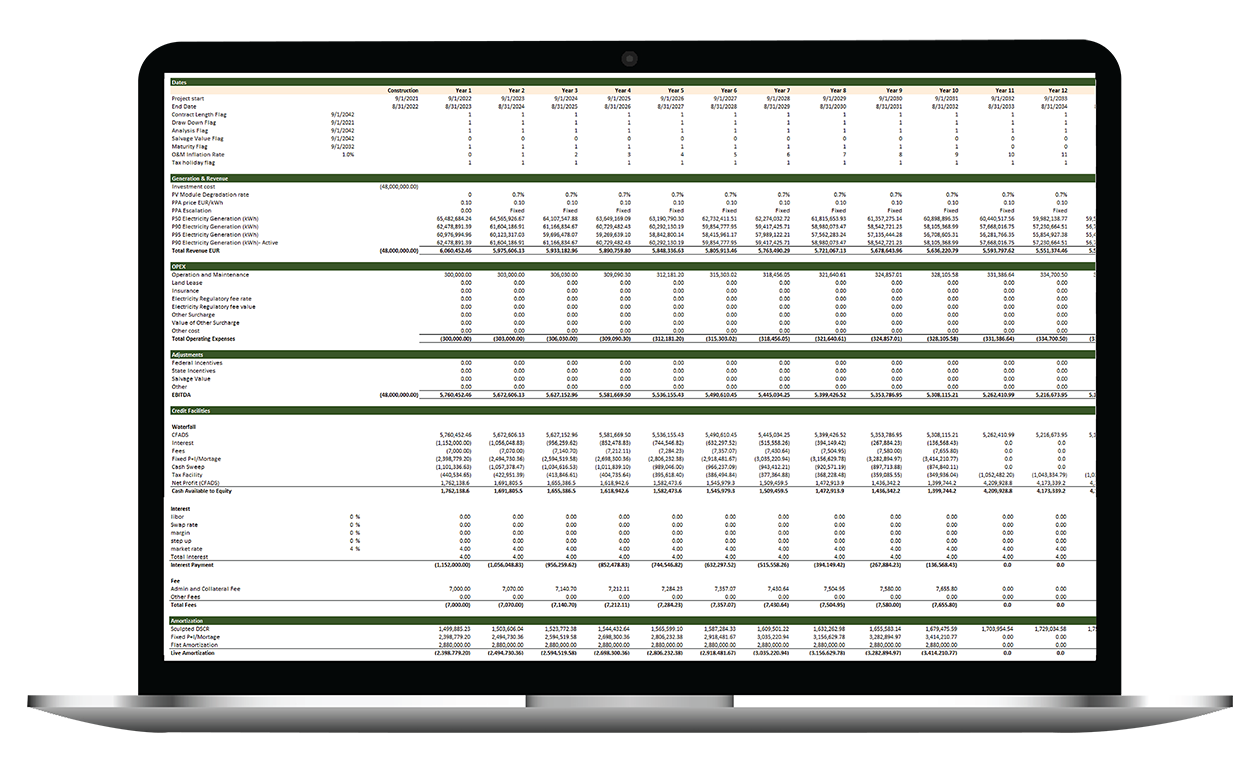 Dates
Construction Year 1 Year 2 Year 3 Year 4 Year 5 Year 6 Year 7 Year 8 Year 9 Year 10 Year 11 Year 12
Project start 9/1/2021 9/1/2022 9/1/2023 9/1/2024 9/1/2025 9/1/2026 9/1/2027 9/1/2028 9/1/2029 9/1/2030 9/1/2031 9/1/2032 9/1/2033
End Date 8/31/2022 8/31/2023 8/31/2024 8/31/2025 8/31/2026 8/31/2027 8/31/2028 8/31/2029 8/31/2030 8/31/2031 8/31/2032 8/31/2033 8/31/2034
Contract Length Flag 9/1/2042 1 1 1 1 1 1 1 1 1 1 1 1
Draw Down Flag 9/1/2021 1 1 1 1 1 1 1 1 1 1 1 1
Analysis Flag 9/1/2042 1 1 1 1 1 1 1 1 1 1 1 1
Salvage Value Flag 9/1/2042 0 0 0 0 0 0 0 0 0 0 0 0
Maturity Flag 9/1/2032 1 1 1 1 1 1 1 1 1 1 0 0
O&M Inflation Rate 1.0% 0 1 2 3 4 5 6 7 8 9 10 11
Tax holiday flag 1 1 1 1 1 1 1 1 1 1 1 1
Generation & Revenue
Investment cost (48,000,000.00)
PV Module Degradation rate 0 0.7% 0.7% 0.7% 0.7% 0.7% 0.7% 0.7% 0.7% 0.7% 0.7% 0.7%
PPA price EUR/kWh 0.10 0.10 0.10 0.10 0.10 0.10 0.10 0.10 0.10 0.10 0.10 0.10
PPA Escalation 0.00 Fixed Fixed Fixed Fixed Fixed Fixed Fixed Fixed Fixed Fixed Fixed
P50 Electricity Generation (kWh) 65,482,684.24 64,565,926.67 64,107,547.88 63,649,169.09 63,190,790.30 62,732,411.51 62,274,032.72 61,815,653.93 61,357,275.14 60,898,896.35 60,440,517.56 59,982,138.77
P90 Electricity Generation (kWh) 62,478,891.39 61,604,186.91 61,166,834.67 60,729,482.43 60,292,130.19 59,854,777.95 59,417,425.71 58,980,073.47 58,542,721.23 58,105,368.99 57,668,016.75 57,230,664.51
P95 Electricity Generation (kWh) 60,976,994.96 60,123,317.03 59,696,478.07 59,269,639.10 58,842,800.14 58,415,961.17 57,989,122.21 57,562,283.24 57,135,444.28 56,708,605.31 56,281,766.35 55,854,927.38
P90 Electricity Generation (kWh)- Active 62,478,891.39 61,604,186.91 61,166,834.67 60,729,482.43 60,292,130.19 59,854,777.95 59,417,425.71 58,980,073.47 58,542,721.23 58,105,368.99 57,668,016.75 57,230,664.51
Total Revenue EUR (48,000,000.00) 6,060,452.46 5,975,606.13 5,933,182.96 5,890,759.80 5,848,336.63 5,805,913.46 5,763,490.29 5,721,067.13 5,678,643.96 5,636,220.79 5,593,797.62 5,551,374.46
OPEX
Operation and Maintenance 300,000.00 303,000.00 306,030.00 309,090.30 312,181.20 315,303.02 318,456.05 321,640.61 324,857.01 328,105.58 331,386.64 334,700.50
Land Lease 0.00 0.00 0.00 0.00 0.00 0.00 0.00 0.00 0.00 0.00 0.00 0.00
Insurance 0.00 0.00 0.00 0.00 0.00 0.00 0.00 0.00 0.00 0.00 0.00 0.00
Electricity Regulatory fee rate 0.00 0.00 0.00 0.00 0.00 0.00 0.00 0.00 0.00 0.00 0.00 0.00
Electricity Regulatory fee value 0.00 0.00 0.00 0.00 0.00 0.00 0.00 0.00 0.00 0.00 0.00 0.00
Other Surcharge 0.00 0.00 0.00 0.00 0.00 0.00 0.00 0.00 0.00 0.00 0.00 0.00
Value of Other Surcharge 0.00 0.00 0.00 0.00 0.00 0.00 0.00 0.00 0.00 0.00 0.00 0.00
Other cost 0.00 0.00 0.00 0.00 0.00 0.00 0.00 0.00 0.00 0.00 0.00 0.00
Total Operating Expenses (300,000.00) (303,000.00) (306,030.00) (309,090.30) (312,181.20) (315,303.02) (318,456.05) (321,640.61) (324,857.01) (328,105.58) (331,386.64) (334,700.50)
Adjustments
Federal Incentives 0.00 0.00 0.00 0.00 0.00 0.00 0.00 0.00 0.00 0.00 0.00 0.00
State Incentives 0.00 0.00 0.00 0.00 0.00 0.00 0.00 0.00 0.00 0.00 0.00 0.00
Salvage Value 0.00 0.00 0.00 0.00 0.00 0.00 0.00 0.00 0.00 0.00 0.00 0.00
Other 0.00 0.00 0.00 0.00 0.00 0.00 0.00 0.00 0.00 0.00 0.00 0.00
EBITDA (48,000,000.00) 5,760,452.46 5,672,606.13 5,627,152.96 5,581,669.50 5,536,155.43 5,490,610.45 5,445,034.25 5,399,426.52 5,353,786.95 5,308,115.21 5,262,410.99 5,216,673.95
Credit Facilities
Waterfall
CFADS 5,760,452.46 5,672,606.13 5,627,152.96 5,581,669.50 5,536,155.43 5,490,610.45 5,445,034.25 5,399,426.52 5,353,786.95 5,308,115.21 5,262,410.99 5,216,673.95
Interest (1,152,000.00) (1,056,048.83) (956,259.62) (852,478.83) (744,546.82) (632,297.52) (515,558.26) (394,149.42) (267,884.23) (136,568.43) 0.0 0.0
Fees (7,000.00) (7,070.00) (7,140.70) (7,212.11) (7,284.23) (7,357.07) (7,430.64) (7,504.95) (7,580.00) (7,655.80) 0.0 0.0
Fixed P+I/Mortage (2,398,779.20) (2,494,730.36) (2,594,519.58) (2,698,300.36) (2,806,232.38) (2,918,481.67) (3,035,220.94) (3,156,629.78) (3,282,894.97) (3,414,210.77) 0.0 0.0
Cash Sweep (1,101,336.63) (1,057,378.47) (1,034,616.53) (1,011,839.10) (989,046.00) (966,237.09) (943,412.21) (920,571.19) (897,713.88) (874,840.11) 0.0 0.0
Tax Facility (440,534.65) (422,951.39) (413,846.61) (404,735.64) (395,618.40) (386,494.84) (377,364.88) (368,228.48) (359,085.55) (349,936.04) (1,052,482.20) (1,043,334.79)
Net Profit (CFADS) 1,762,138.6 1,691,805.5 1,655,386.5 1,618,942.6 1,582,473.6 1,545,979.3 1,509,459.5 1,472,913.9 1,436,342.2 1,399,744.2 4,209,928.8 4,173,339.2
Cash Available to Equity 1,762,138.6 1,691,805.5 1,655,386.5 1,618,942.6 1,582,473.6 1,545,979.3 1,509,459.5 1,472,913.9 1,436,342.2 1,399,744.2 4,209,928.8 4,173,339.2
Interest
libor 0 % 0.00 0.00 0.00 0.00 0.00 0.00 0.00 0.00 0.00 0.00 0.00 0.00
Swap rate 0 % 0.00 0.00 0.00 0.00 0.00 0.00 0.00 0.00 0.00 0.00 0.00 0.00
margin 0 % 0.00 0.00 0.00 0.00 0.00 0.00 0.00 0.00 0.00 0.00 0.00 0.00
step up 0 % 0.00 0.00 0.00 0.00 0.00 0.00 0.00 0.00 0.00 0.00 0.00 0.00
market rate 4 % 4.00 4.00 4.00 4.00 4.00 4.00 4.00 4.00 4.00 4.00 4.00 4.00
Total Interest 4.00 4.00 4.00 4.00 4.00 4.00 4.00 4.00 4.00 4.00 4.00 4.00
Interest Payment (1,152,000.00) (1,056,048.83) (956,259.62) (852,478.83) (744,546.82) (632,297.52) (515,558.26) (394,149.42) (267,884.23) (136,568.43) 0.0 0.0
Fee
Admin and Collateral Fee 7,000.00 7,070.00 7,140.70 7,212.11 7,284.23 7,357.07 7,430.64 7,504.95 7,580.00 7,655.80 0.00 0.00
Other Fees 0.00 0.00 0.00 0.00 0.00 0.00 0.00 0.00 0.00 0.00 0.00 0.00
Total Fees (7,000.00) (7,070.00) (7,140.70) (7,212.11) (7,284.23) (7,357.07) (7,430.64) (7,504.95) (7,580.00) (7,655.80) 0.0 0.0
Amortization
Sculpted DSCR 1,499,885.23 1,503,606.04 1,523,772.38 1,544,432.64 1,565,599.10 1,587,284.33 1,609,501.22 1,632,262.98 1,655,583.14 1,679,475.59 1,703,954.54 1,729,034.58
Fixed P+I/Mortage 2,398,779.20 2,494,730.36 2,594,519.58 2,698,300.36 2,806,232.38 2,918,481.67 3,035,220.94 3,156,629.78 3,282,894.97 3,414,210.77 0.00 0.00
Flat Amortization 2,880,000.00 2,880,000.00 2,880,000.00 2,880,000.00 2,880,000.00 2,880,000.00 2,880,000.00 2,880,000.00 2,880,000.00 2,880,000.00 0.00 0.00
Live Amortization (2,398,779.20) (2,494,730.36) (2,594,519.58) (2,698,300.36) (2,806,232.38) (2,918,481.67) (3,035,220.94) (3,156,629.78) (3,282,894.97) (3,414,210.77) 0.0 0.0